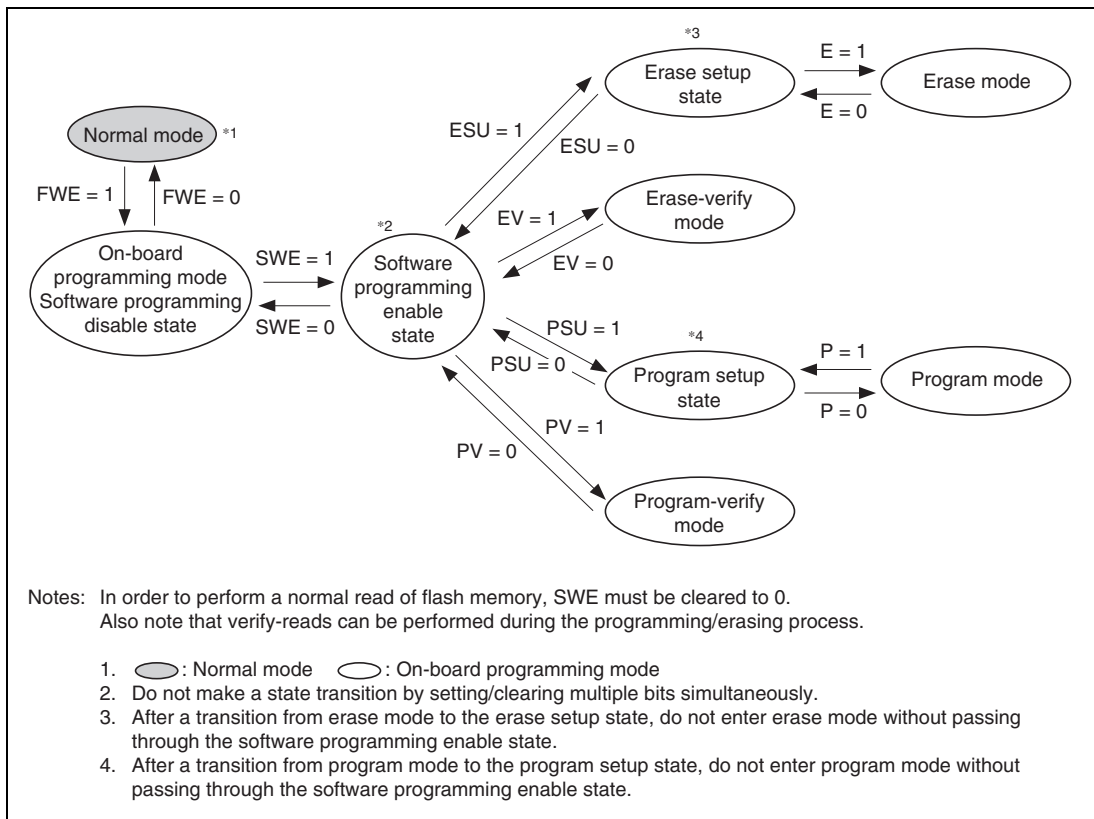 *3
Erase setup
state
E = 1
E = 0
Erase mode
Normal mode
*1
ESU = 1
ESU = 0
FWE = 1
FWE = 0
Erase-verify
mode
EV = 1
EV = 0
*2
On-board
programming mode
Software programming
disable state
SWE = 1
SWE = 0
Software
programming
enable
state
PSU = 1
PSU = 0
*4
Program setup
state
P = 1
P = 0
Program mode
PV = 1
PV = 0
Program-verify
mode
Notes: In order to perform a normal read of flash memory, SWE must be cleared to 0.
Also note that verify-reads can be performed during the programming/erasing process.
1. : Normal mode : On-board programming mode
2. Do not make a state transition by setting/clearing multiple bits simultaneously.
3. After a transition from erase mode to the erase setup state, do not enter erase mode without passing
through the software programming enable state.
4. After a transition from program mode to the program setup state, do not enter program mode without
passing through the software programming enable state.